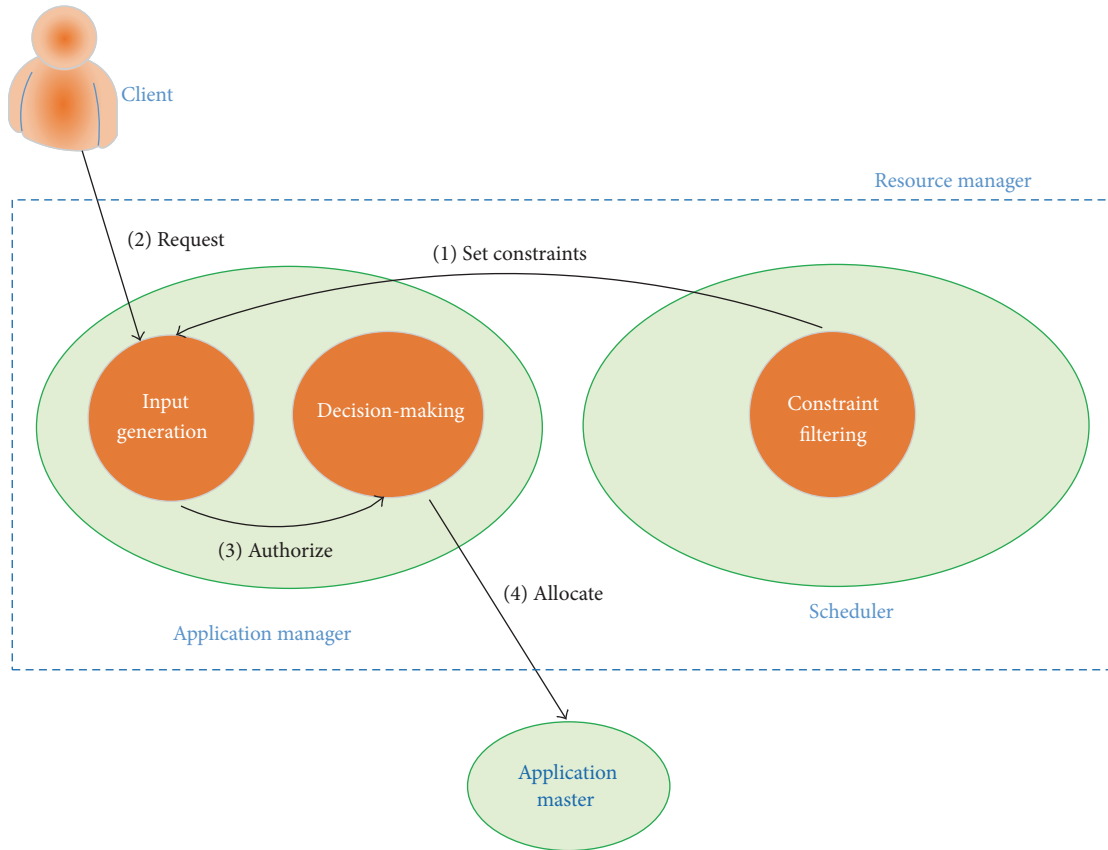 Client
Resource manager
(2) Request
(1) Set constraints
Input
generation
Decision-making
Constraint
filtering
(3) Authorize
(4) Allocate
Scheduler
Application manager
Application
master